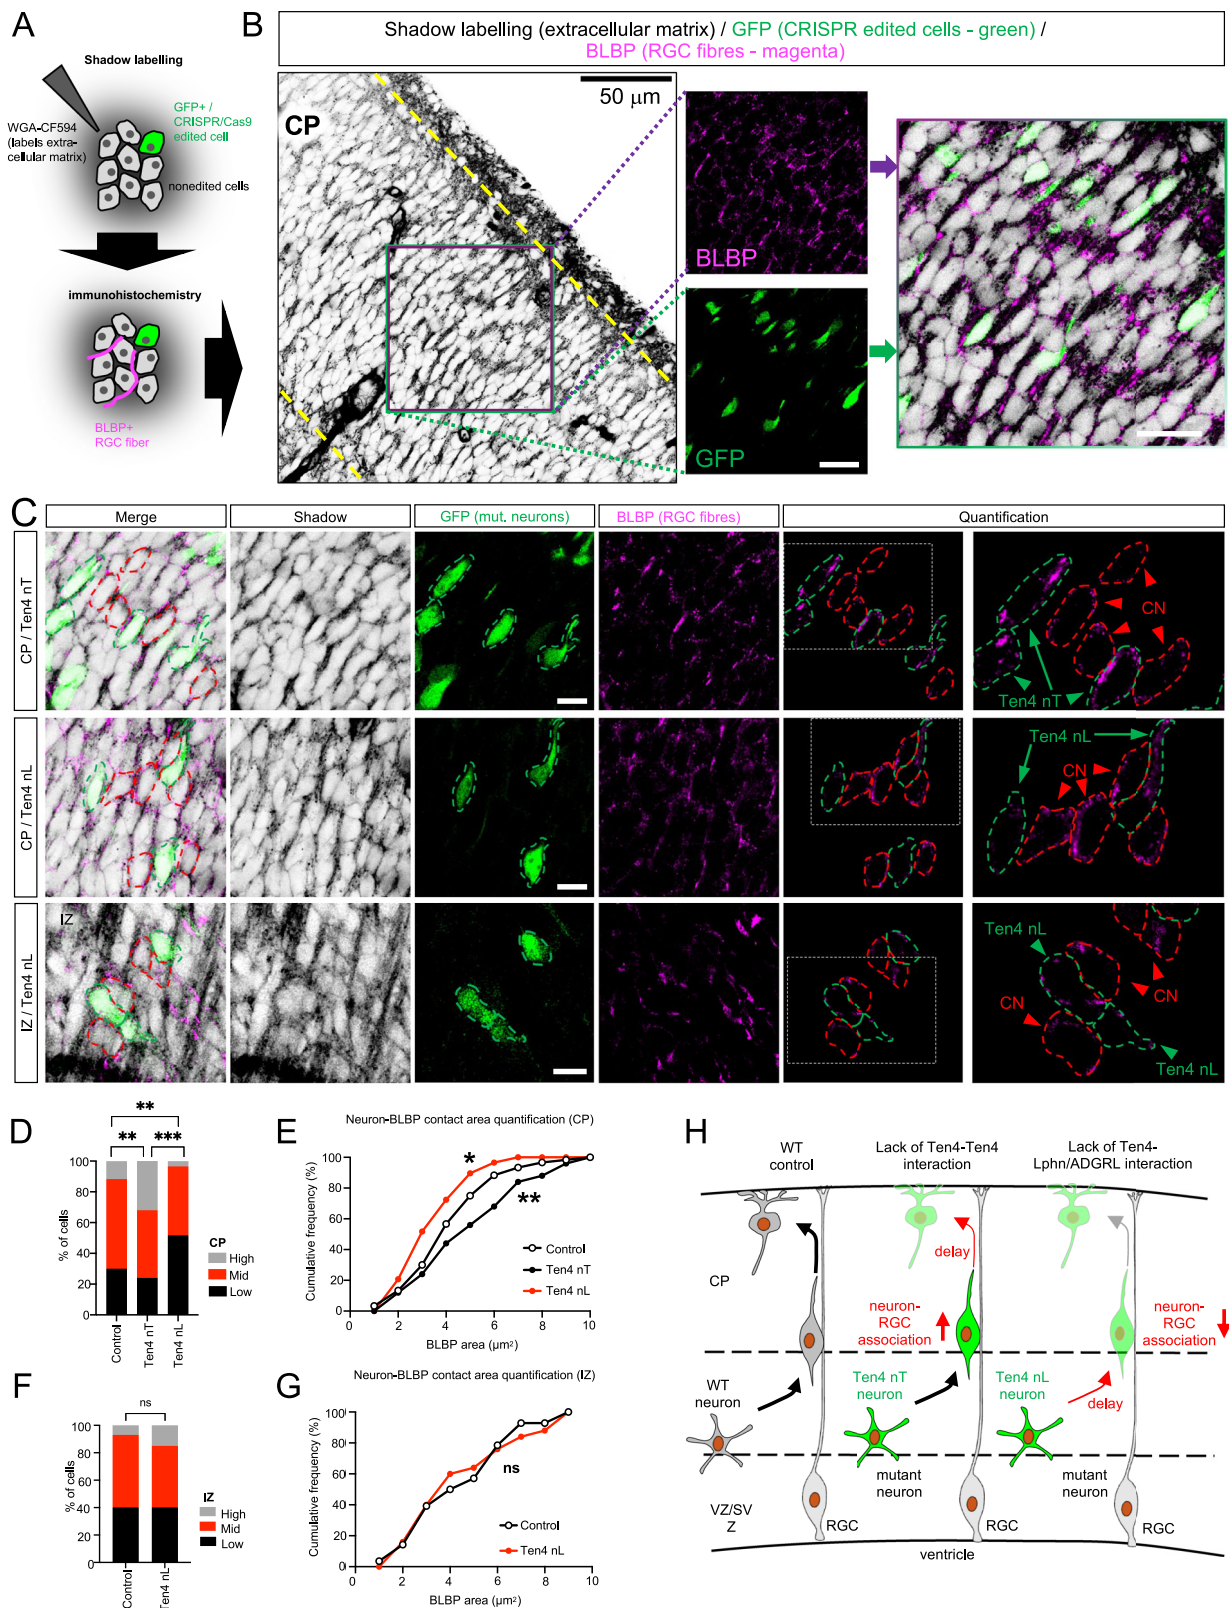 A
Shadow labelling
GFP+ /
CRISPR/Cas9
edited cell
WGA-CF594
(labels extra-
cellular matrix)
nonedited cells
immunohistochemistry
BLBP+
RGC fiber
B
Shadow labelling (extracellular matrix) / GFP (CRISPR edited cells - green) /
BLBP (RGC fibres - magenta)
CP
50 μm
BLBP
GFP
C
Merge
Shadow
GFP (mut. neurons)
BLBP (RGC fibres)
Quantification
CP / Ten4 nT
CN
Ten4 nT
CP / Ten4 nL
Ten4 nL
CN
IZ / Ten4 nL
IZ
Ten4 nL
CN
CN
Ten4 nL
D
**
** ***
% of cells
100
80
60
40
20
0
Control
Ten4 nT
Ten4 nL
CP
High
Mid
Low
E
Neuron-BLBP contact area quantification (CP)
Cumulative frequency (%)
100
80
60
40
20
0
0 2 4 6 8 10
BLBP area (μm²)
*
**
Control
Ten4 nT
Ten4 nL
F
ns
% of cells
100
80
60
40
20
0
Control
Ten4 nL
IZ
High
Mid
Low
G
Neuron-BLBP contact area quantification (IZ)
Cumulative frequency (%)
100
80
60
40
20
0
0 2 4 6 8 10
BLBP area (μm²)
ns
Control
Ten4 nL
H
WT
control
Lack of Ten4-Ten4
interaction
Lack of Ten4-
Lphn/ADGRL interaction
CP
delay
neuron-
RGC
association
neuron-
RGC
association
WT
neuron
Ten4 nT
neuron
Ten4 nL
neuron
delay
mutant
neuron
mutant
neuron
VZ/SV
Z
RGC
RGC
RGC
ventricle